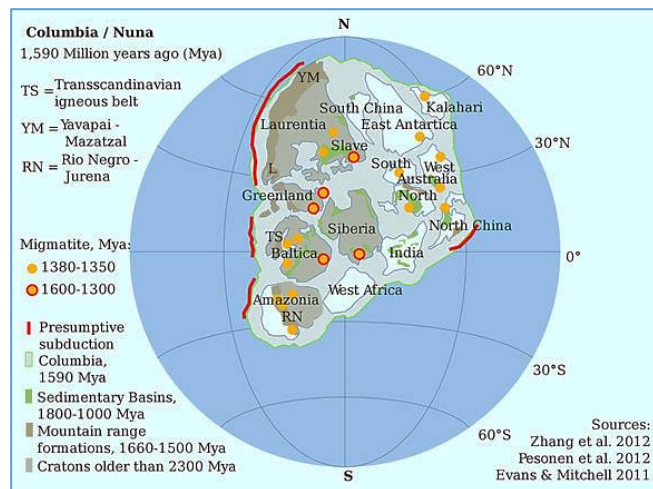 Columbia / Nuna
1,590 Million years ago (Mya)
TS = Transscandinavian
igneous belt
YM = Yavapai -
Mazatzal
RN = Rio Negro -
Jurena
Migmatite, Mya:
1380-1350
1600-1300
Presumptive
subduction
Columbia,
1590 Mya
Sedimentary Basins,
1800-1000 Mya
Mountain range
formations, 1660-1500 Mya
Cratons older than 2300 Mya
N
60°N
30°N
0°
30°S
60°S
S
YM
South China
Kalahari
Laurentia
East Antartica
Slave
L
South
West
Australia
Greenland
North
North China
TS
Siberia
Baltica
India
Amazonia
West Africa
RN
Sources:
Zhang et al. 2012
Pesonen et al. 2012
Evans & Mitchell 2011